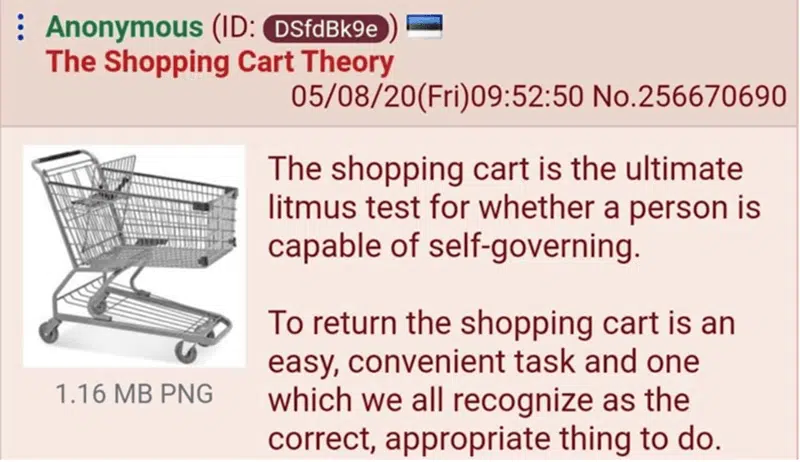 Anonymous (ID: DSfdBk9e)
The Shopping Cart Theory
05/08/20(Fri)09:52:50 No.256670690
The shopping cart is the ultimate
litmus test for whether a person is
capable of self-governing.
To return the shopping cart is an
easy, convenient task and one
which we all recognize as the
correct, appropriate thing to do.
1.16 MB PNG